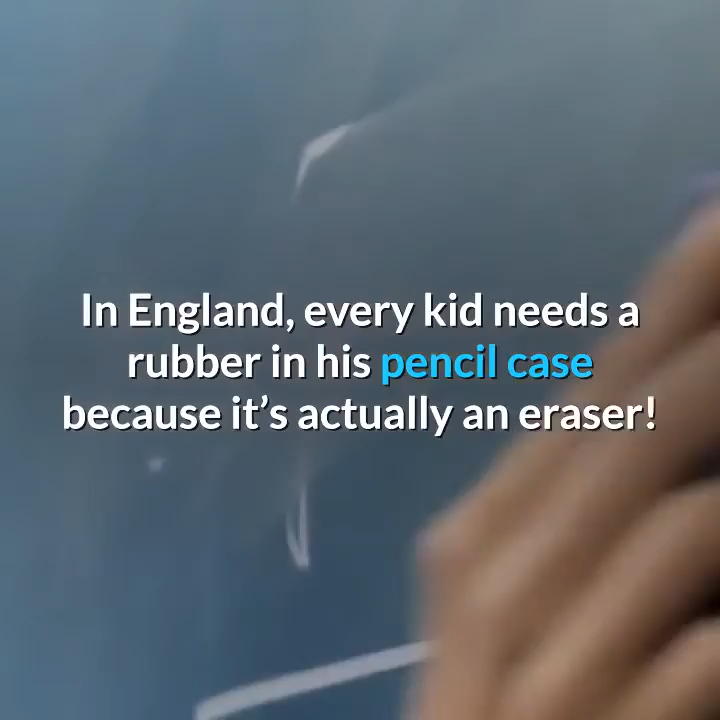 In England, every kid needs a
rubber in his pencil case
because it’s actually an eraser!